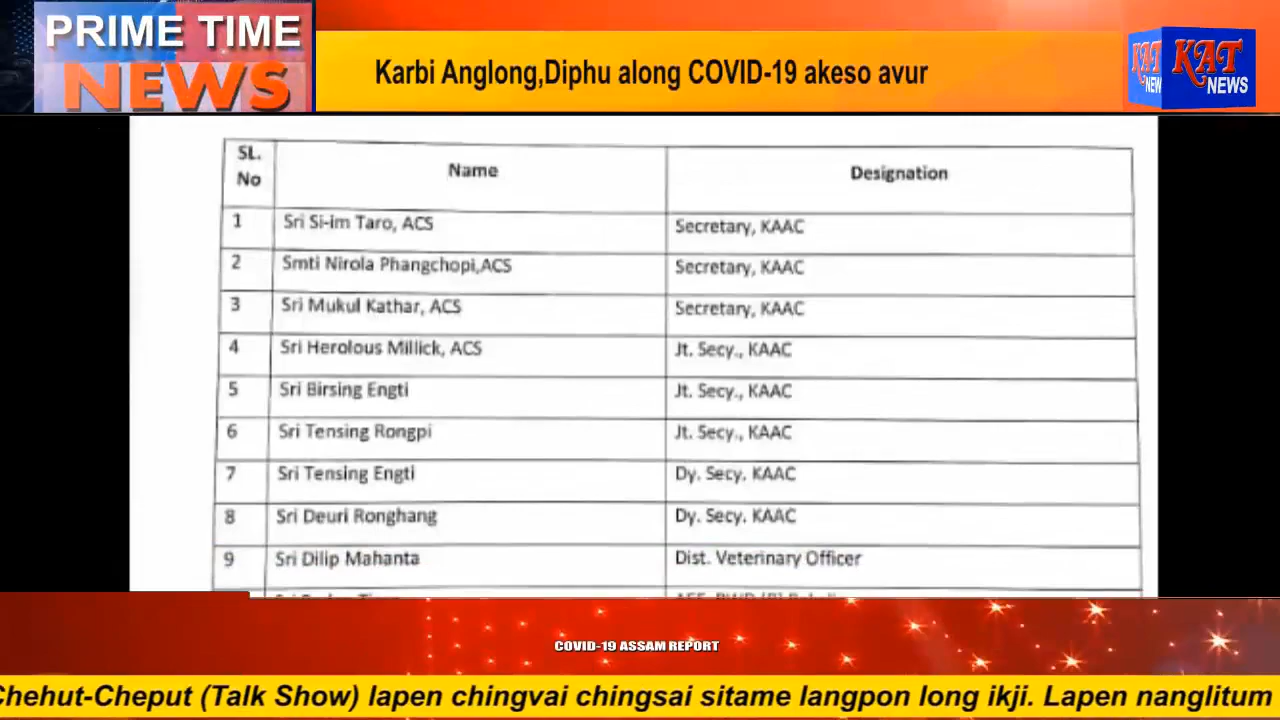 PRIME TIME
NEWS
Karbi Anglong,Diphu along COVID-19 akeso avur
KAT
NEWS
SL. No Name Designation
1 Sri Si-im Taro, ACS Secretary, KAAC
2 Smti Nirola Phangchopi,ACS Secretary, KAAC
3 Sri Mukul Kathar, ACS Secretary, KAAC
4 Sri Herolous Millick, ACS Jt. Secy., KAAC
5 Sri Birsing Engti Jt. Secy., KAAC
6 Sri Tensing Rongpi Jt. Secy., KAAC
7 Sri Tensing Engti Dy. Secy. KAAC
8 Sri Deuri Ronghang Dy. Secy. KAAC
9 Sri Dilip Mahanta Dist. Veterinary Officer
COVID-19 ASSAM REPORT
Chehut-Cheput (Talk Show) lapen chingvai chingsai sitame langpon long ikji. Lapen nanglitum